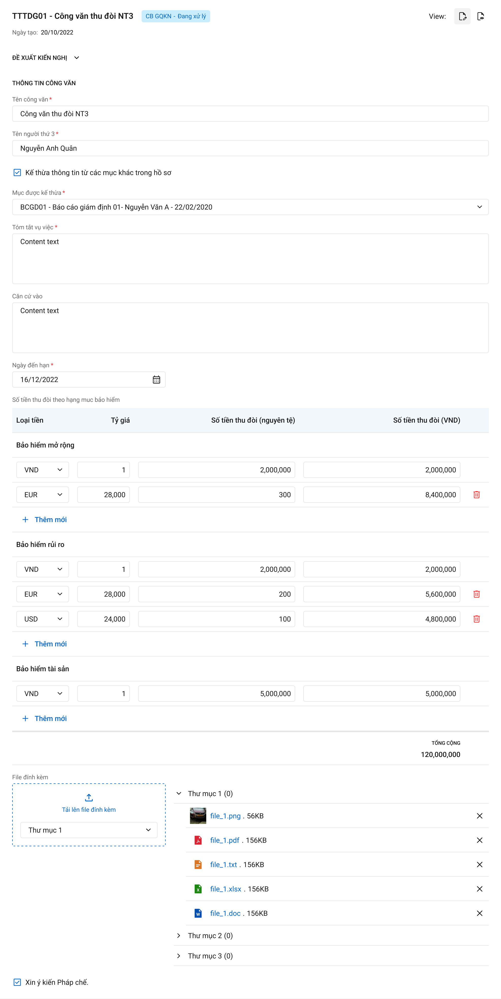 TTTDG01 - Công văn thu đòi NT3 CB GQKN - Đang xử lý View:
Ngày tạo: 20/10/2022
ĐỀ XUẤT KIẾN NGHỊ
THÔNG TIN CÔNG VĂN
Tên công văn *
Công văn thu đòi NT3
Tên người thứ 3 *
Nguyễn Anh Quân
Kế thừa thông tin từ các mục khác trong hồ sơ
Mục được kế thừa *
BCGD01 - Báo cáo giám định 01- Nguyễn Văn A - 22/02/2020
Tóm tắt vụ việc *
Content text
Căn cứ vào
Content text
Ngày đến hạn *
16/12/2022
Số tiền thu đòi theo hạng muc bảo hiểm
Loại tiền Tỷ giá Số tiền thu đòi (nguyên tệ) Số tiền thu đòi (VND)
Bảo hiểm mở rộng
VND 1 2,000,000 2,000,000
EUR 28,000 300 8,400,000
Thêm mới
Bảo hiểm rủi ro
VND 1 2,000,000 2,000,000
EUR 28,000 200 5,600,000
USD 24,000 100 4,800,000
Thêm mới
Bảo hiểm tài sản
VND 1 5,000,000 5,000,000
Thêm mới
TỔNG CỘNG
120,000,000
File đính kèm
Tải lên file đính kèm
Thư mục 1
Thư mục 1 (0)
file_1.png . 56KB
file_1.pdf . 156KB
file_1.txt . 156KB
file_1.xlsx . 156KB
file_1.doc . 156KB
Thư mục 2 (0)
Thư mục 3 (0)
Xin ý kiến Pháp chế.